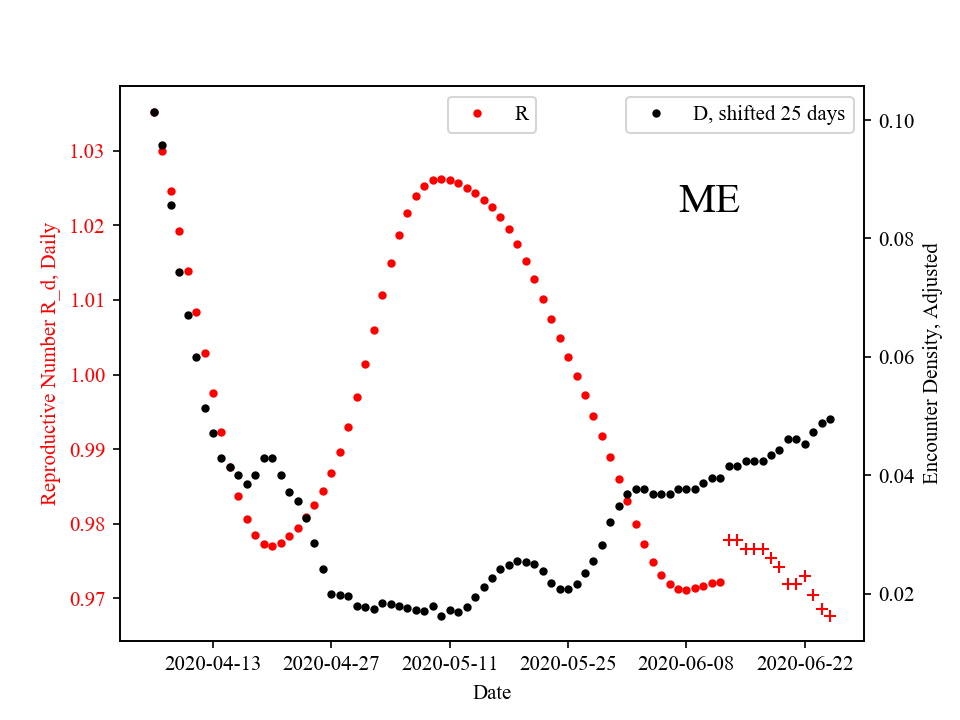 R
D, shifted 25 days
ME
Reproductive Number R_d, Daily
1.03
1.02
1.01
1.00
0.99
0.98
0.97
0.10
0.08
0.06
0.04
0.02
Encounter Density, Adjusted
2020-04-13 2020-04-27 2020-05-11 2020-05-25 2020-06-08 2020-06-22
Date